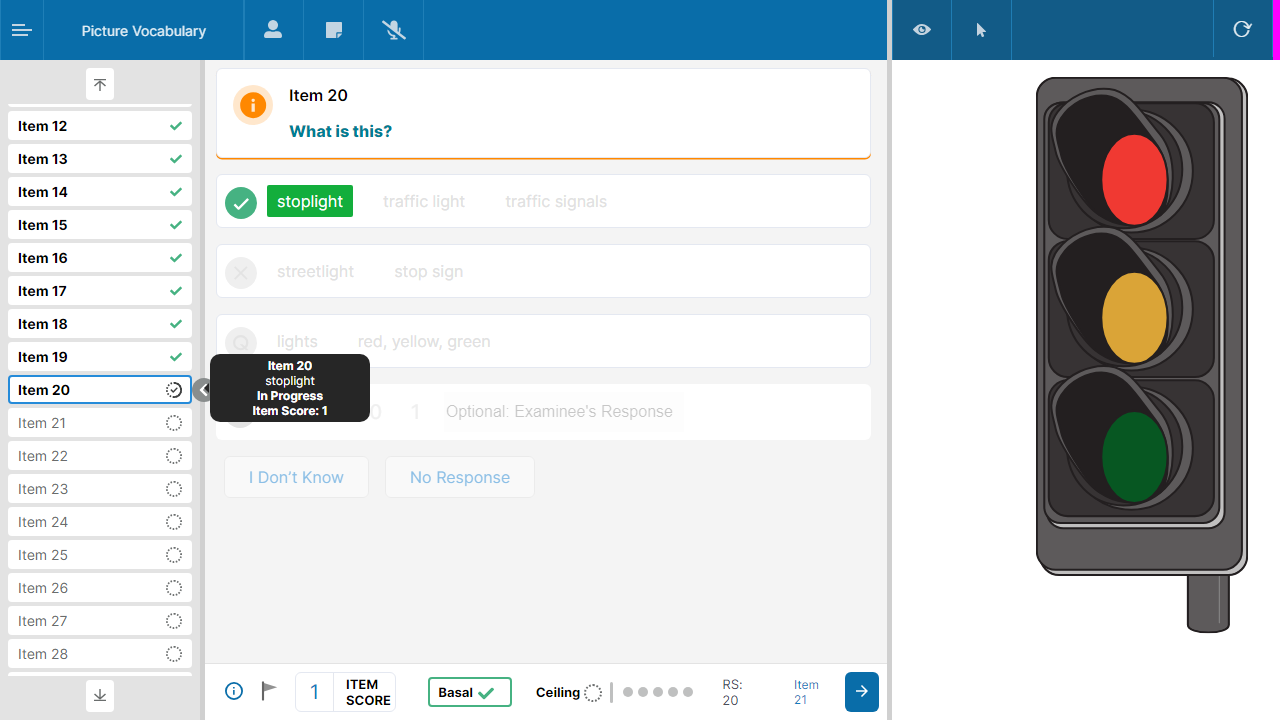 Picture Vocabulary
Item 12
Item 13
Item 14
Item 15
Item 16
Item 17
Item 18
Item 19
Item 20
Item 21
Item 22
Item 23
Item 24
Item 25
Item 26
Item 27
Item 28
Item 20
What is this?
stoplight traffic light traffic signals
streetlight stop sign
Q lights red, yellow, green
Item 20
stoplight
In Progress
Item Score: 1
0 1 Optional: Examinee's Response
I Don't Know No Response
1 ITEM SCORE
Basal
Ceiling
RS: 20
Item 21